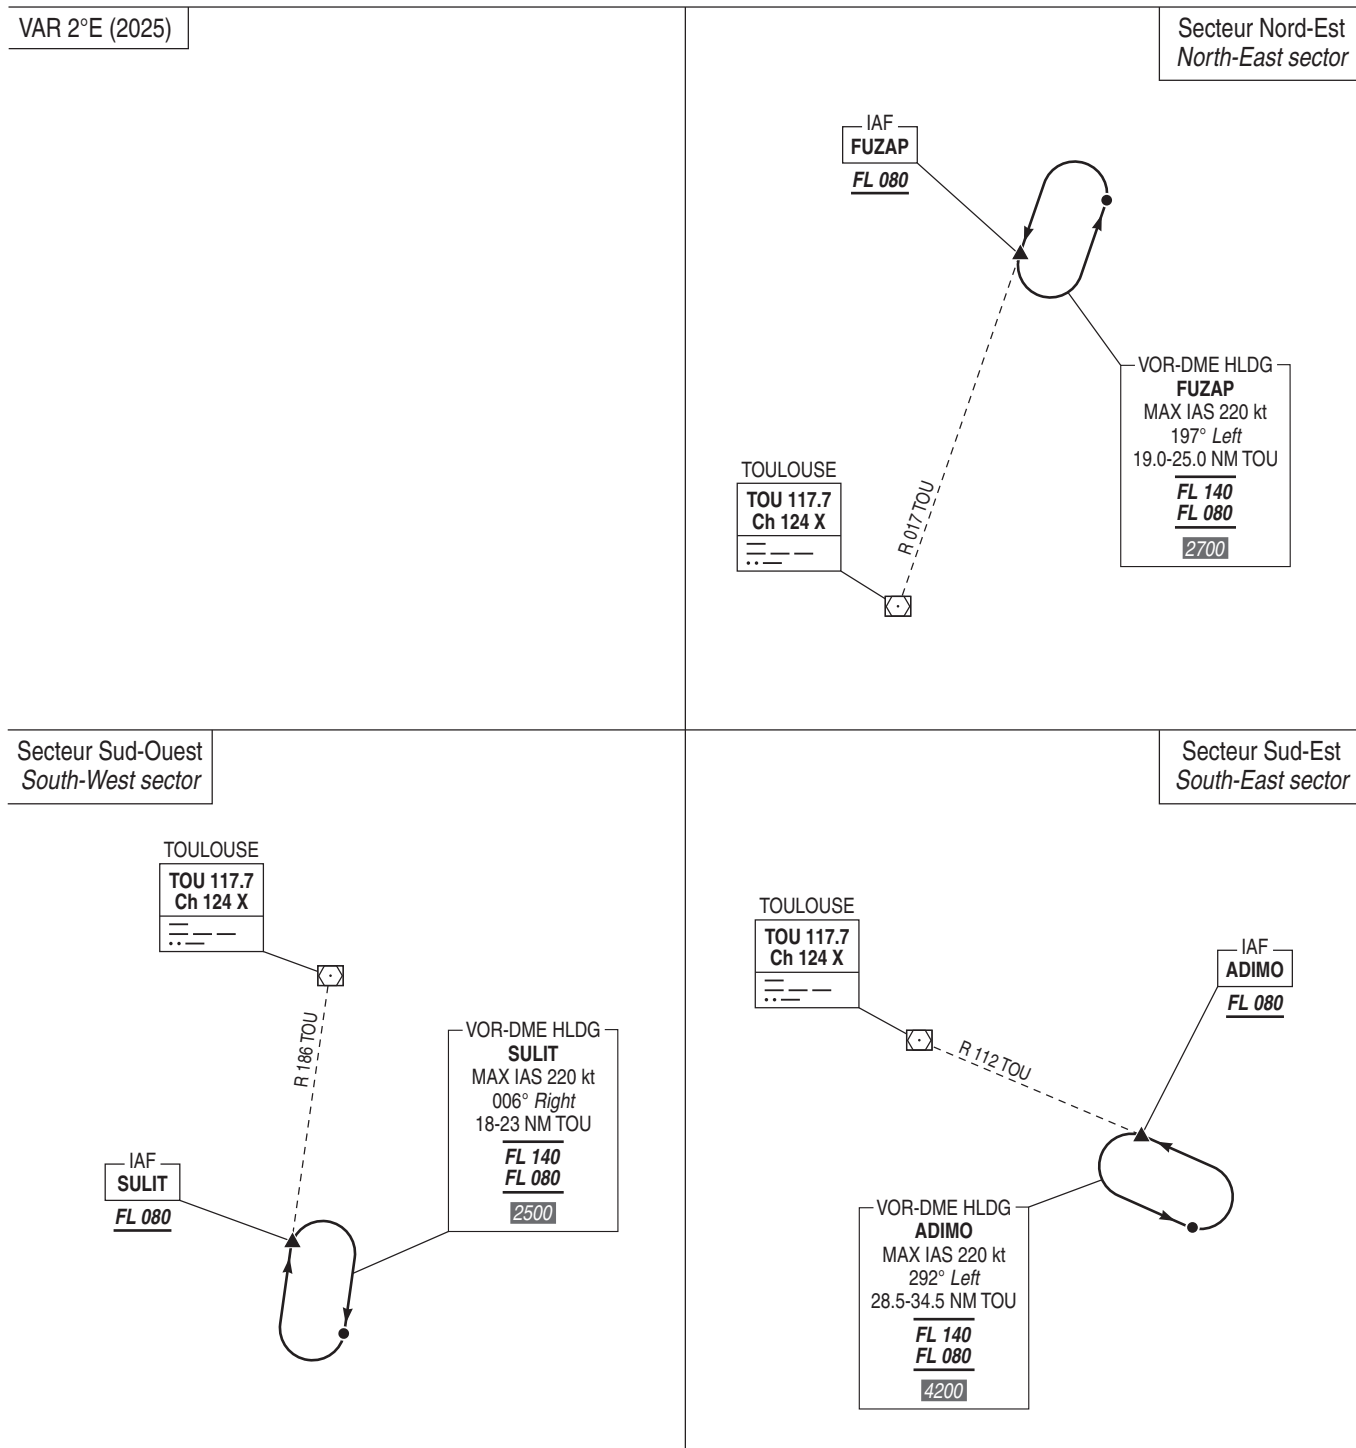 VAR 2°E (2025)
Secteur Nord-Est
North-East sector
IAF
FUZAP
FL 080
VOR-DME HLDG
FUZAP
MAX IAS 220 kt
197° Left
19.0-25.0 NM TOU
FL 140
FL 080
2700
TOULOUSE
TOU 117.7
Ch 124 X
R 017 TOU
Secteur Sud-Ouest
South-West sector
TOULOUSE
TOU 117.7
Ch 124 X
R 186 TOU
VOR-DME HLDG
SULIT
MAX IAS 220 kt
006° Right
18-23 NM TOU
FL 140
FL 080
2500
IAF
SULIT
FL 080
Secteur Sud-Est
South-East sector
TOULOUSE
TOU 117.7
Ch 124 X
R 112 TOU
IAF
ADIMO
FL 080
VOR-DME HLDG
ADIMO
MAX IAS 220 kt
292° Left
28.5-34.5 NM TOU
FL 140
FL 080
4200